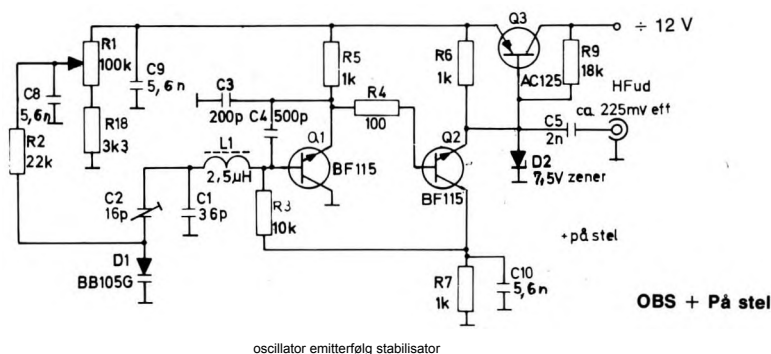 Q3
÷ 12 V
R1
100k
C9
5,6n
R5
1k
R6
1k
R9
18k
AC125
HFud
ca. 225mv eff
C8
5,6n
C3
200p
C4
500p
R4
100
C5
2n
R2
22k
R18
3k3
L1
2,5µH
Q1
BF115
Q2
BF115
D2
7,5V zener
C2
16p
C1
36p
R3
10k
+på stel
D1
BB105G
R7
1k
C10
5,6n
OBS + På stel
oscillator emitterfølg stabilisator